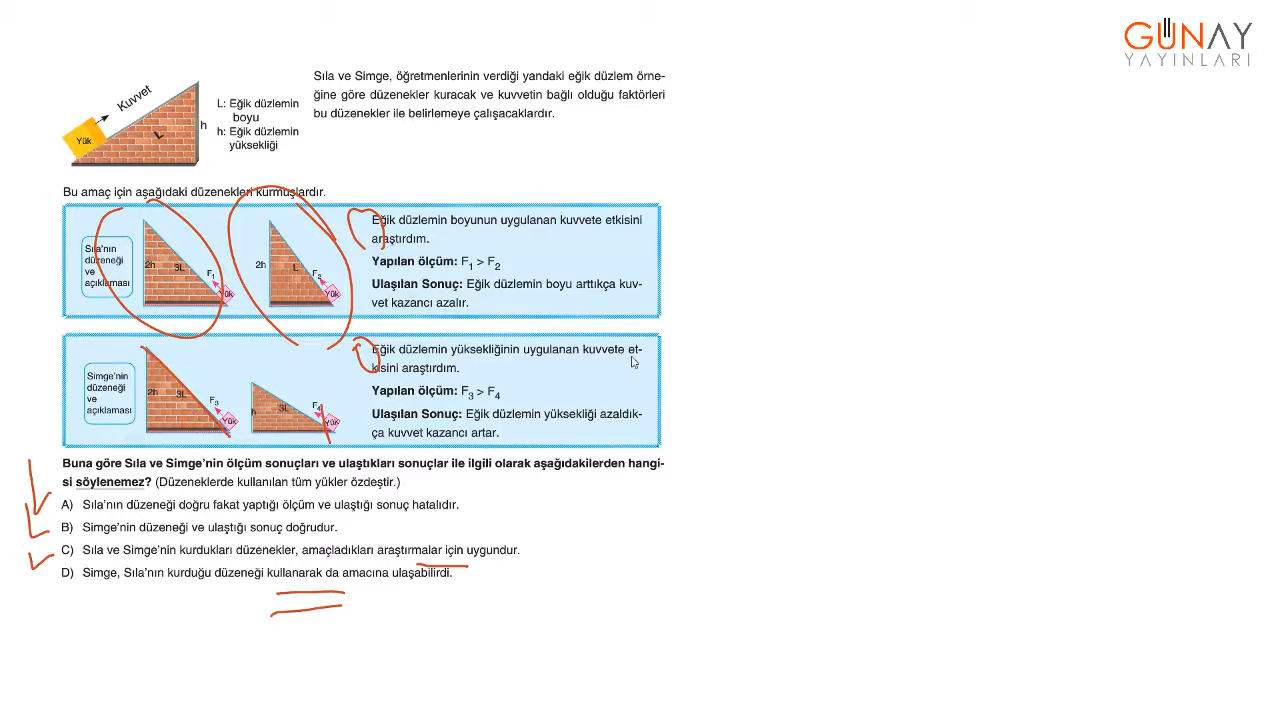 GÜNAY
YAYINLARI
Sıla ve Simge, öğretmenlerinin verdiği yandaki eğik düzlem örne-
ğine göre düzenekler kuracak ve kuvvetin bağlı olduğu faktörleri
bu düzenekler ile belirlemeye çalışacaklardır.
Kuvvet
Yük
L
h
L: Eğik düzlemin
boyu
h: Eğik düzlemin
yüksekliği
Bu amaç için aşağıdaki düzenekleri kurmuşlardır.
Sıla'nın
düzeneği
ve
açıklaması
2h
3L
F1
Yük
2h
L
F2
Yük
Eğik düzlemin boyunun uygulanan kuvvete etkisini
araştırdım.
Yapılan ölçüm: F1 > F2
Ulaşılan Sonuç: Eğik düzlemin boyu arttıkça kuv-
vet kazancı azalır.
Simge'nin
düzeneği
ve
açıklaması
2h
3L
F3
Yük
h
3L
F4
Yük
Eğik düzlemin yüksekliğinin uygulanan kuvvete et-
kisini araştırdım.
Yapılan ölçüm: F3 > F4
Ulaşılan Sonuç: Eğik düzlemin yüksekliği azaldık-
ça kuvvet kazancı artar.
Buna göre Sıla ve Simge'nin ölçüm sonuçları ve ulaştıkları sonuçlar ile ilgili olarak aşağıdakilerden hangi-
si söylenemez? (Düzeneklerde kullanılan tüm yükler özdeştir.)
A) Sıla'nın düzeneği doğru fakat yaptığı ölçüm ve ulaştığı sonuç hatalıdır.
B) Simge'nin düzeneği ve ulaştığı sonuç doğrudur.
C) Sıla ve Simge'nin kurdukları düzenekler, amaçladıkları araştırmalar için uygundur.
D) Simge, Sıla'nın kurduğu düzeneği kullanarak da amacına ulaşabilirdi.